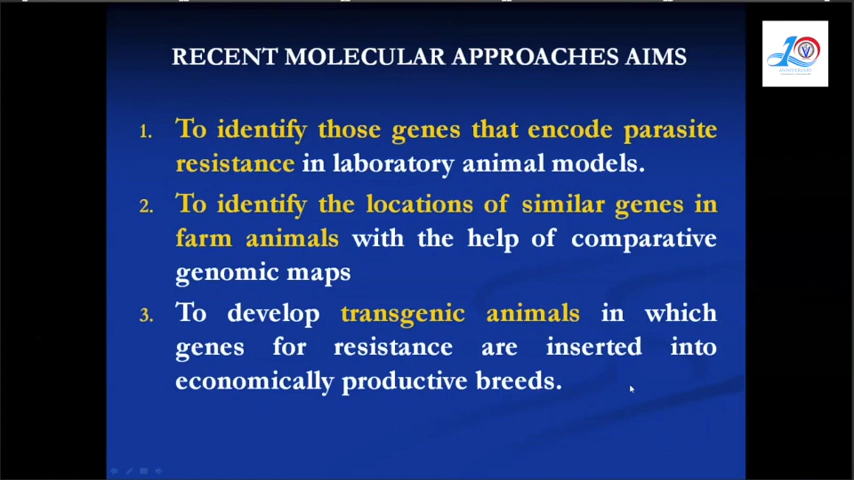 RECENT MOLECULAR APPROACHES AIMS
1. To identify those genes that encode parasite
resistance in laboratory animal models.
2. To identify the locations of similar genes in
farm animals with the help of comparative
genomic maps
3. To develop transgenic animals in which
genes for resistance are inserted into
economically productive breeds.
10
ANNIVERSARY